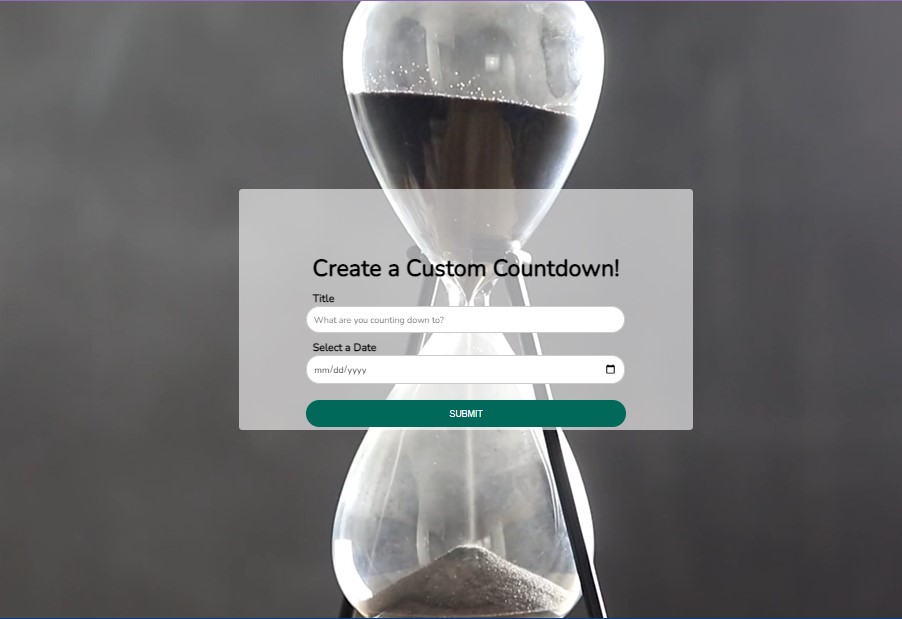 Create a Custom Countdown!
Title
What are you counting down to?
Select a Date
mm/dd/yyyy
SUBMIT